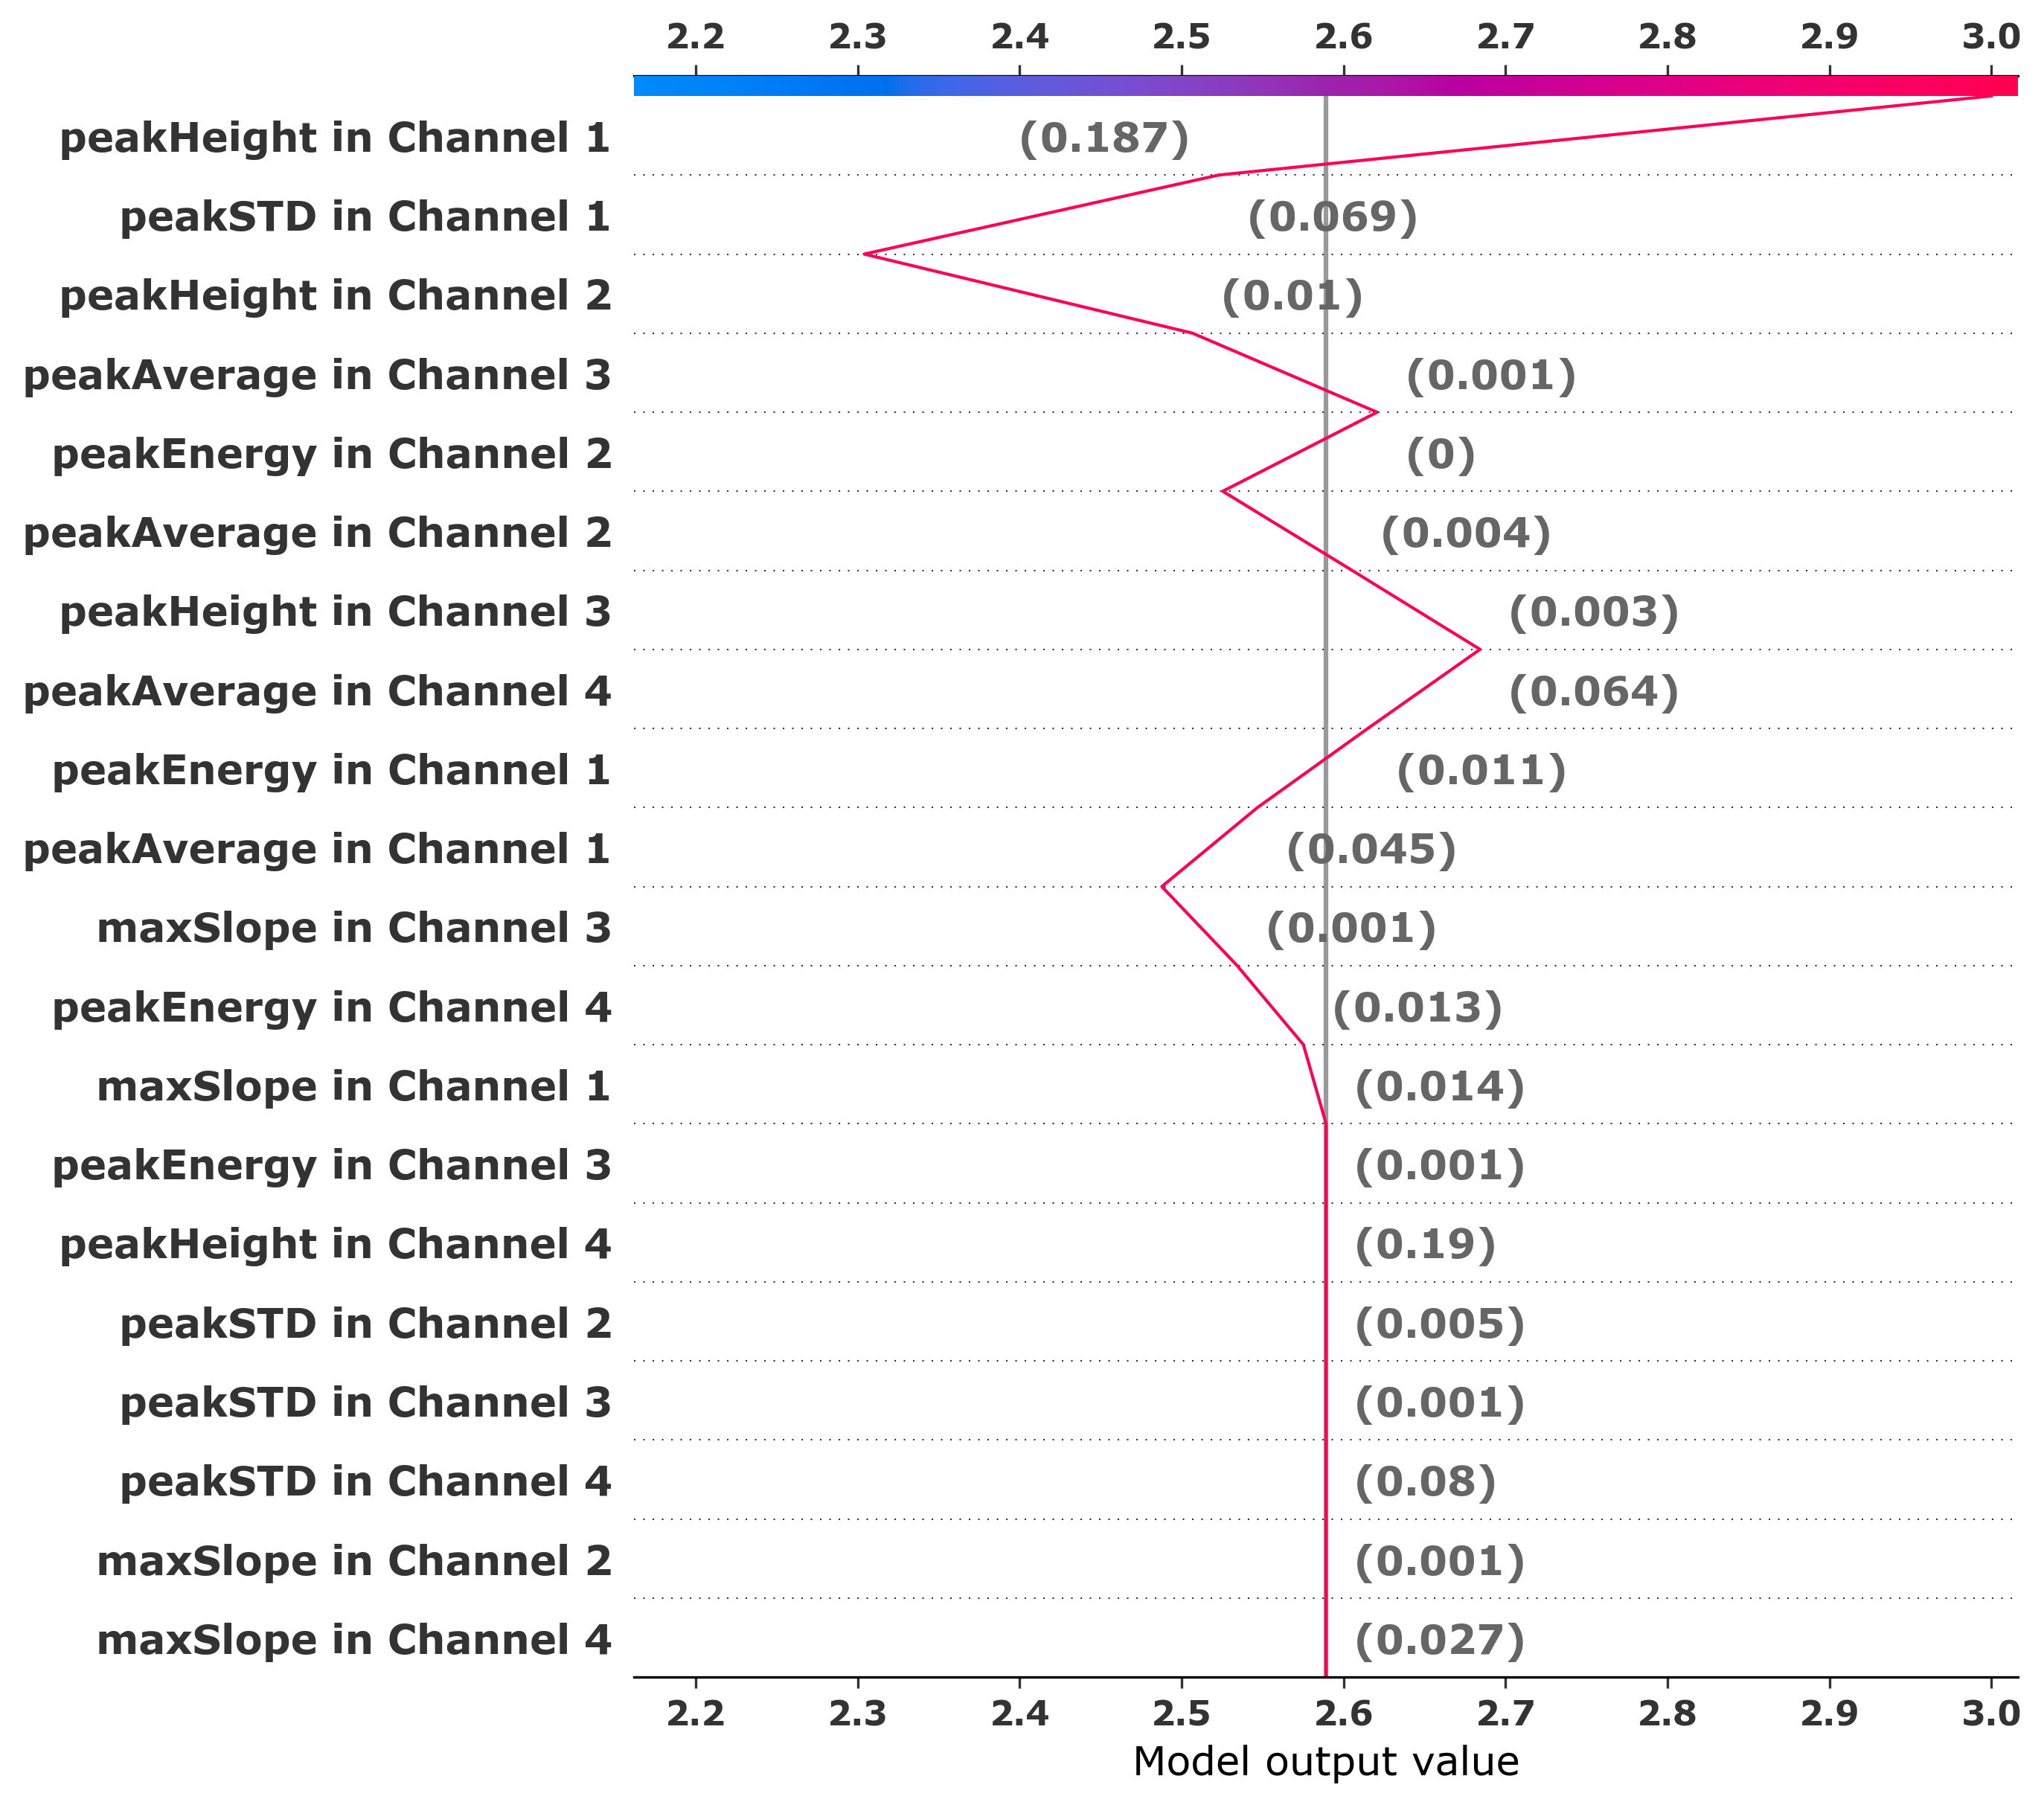 2.2 2.3 2.4 2.5 2.6 2.7 2.8 2.9 3.0
peakHeight in Channel 1 (0.187)
peakSTD in Channel 1 (0.069)
peakHeight in Channel 2 (0.01)
peakAverage in Channel 3 (0.001)
peakEnergy in Channel 2 (0)
peakAverage in Channel 2 (0.004)
peakHeight in Channel 3 (0.003)
peakAverage in Channel 4 (0.064)
peakEnergy in Channel 1 (0.011)
peakAverage in Channel 1 (0.045)
maxSlope in Channel 3 (0.001)
peakEnergy in Channel 4 (0.013)
maxSlope in Channel 1 (0.014)
peakEnergy in Channel 3 (0.001)
peakHeight in Channel 4 (0.19)
peakSTD in Channel 2 (0.005)
peakSTD in Channel 3 (0.001)
peakSTD in Channel 4 (0.08)
maxSlope in Channel 2 (0.001)
maxSlope in Channel 4 (0.027)
2.2 2.3 2.4 2.5 2.6 2.7 2.8 2.9 3.0
Model output value